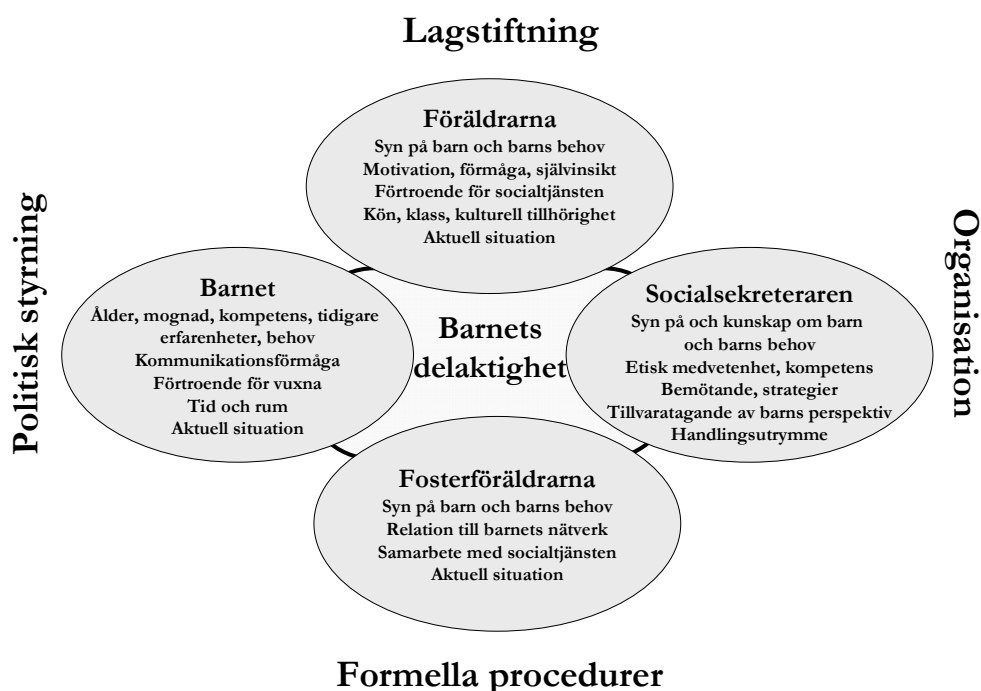 Lagstiftning
Föräldrarna
Syn på barn och barns behov
Motivation, förmåga, självinsikt
Förtroende för socialtjänsten
Kön, klass, kulturell tillhörighet
Aktuell situation
Politisk styrning
Barnet
Ålder, mognad, kompetens, tidigare
erfarenheter, behov
Kommunikationsförmåga
Förtroende för vuxna
Tid och rum
Aktuell situation
Barnets
delaktighet
Socialsekreteraren
Syn på och kunskap om barn
och barns behov
Etisk medvetenhet, kompetens
Bemötande, strategier
Tillvaratagande av barns perspektiv
Handlingsutrymme
Organisation
Fosterföräldrarna
Syn på barn och barns behov
Relation till barnets nätverk
Samarbete med socialtjänsten
Aktuell situation
Formella procedurer